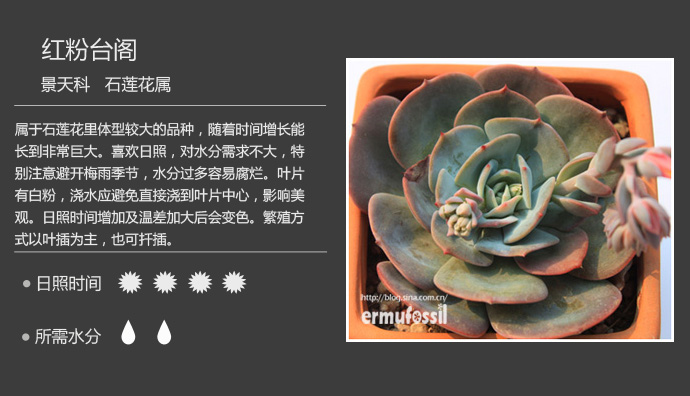 红粉台阁
景天科 石莲花属
属于石莲花里体型较大的品种，随着时间增长能
长到非常巨大。喜欢日照，对水分需求不大，特
别注意避开梅雨季节，水分过多容易腐烂。叶片
有白粉，浇水应避免直接浇到叶片中心，影响美
观。日照时间增加及温差加大后会变色。繁殖方
式以叶插为主，也可扦插。
日照时间
所需水分
http://blog.sina.com.cn/
ermufossil